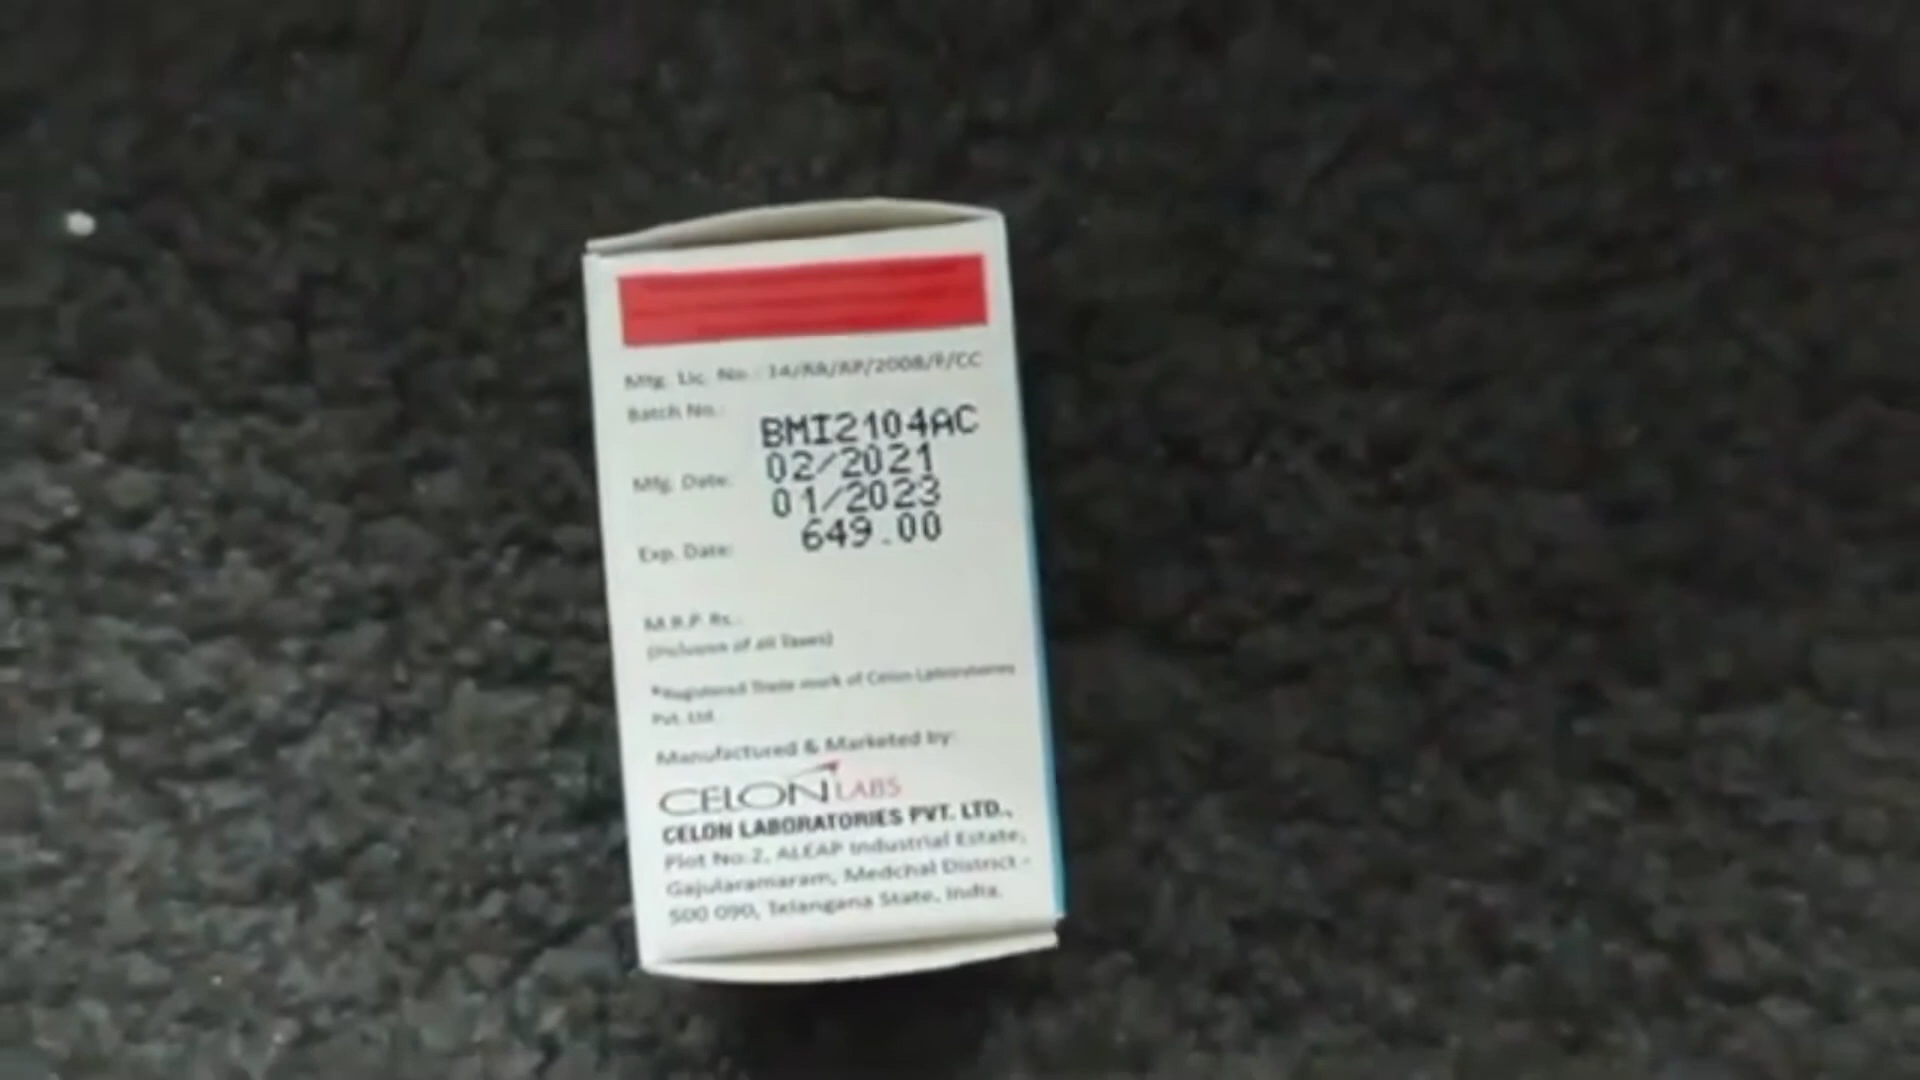 Mfg. Lic. No.: 14/RR/AP/2008/F/CC
Batch No.:
BMI2104AC
Mfg. Date: 02/2021
01/2023
Exp. Date: 649.00
M.R.P. Rs.:
(Inclusive of all Taxes)
*Registered Trade mark of Celon Laboratories
Pvt. Ltd.
Manufactured & Marketed by:
CELON LABS
CELON LABORATORIES PVT. LTD.,
Plot No.2, ALEAP Industrial Estate,
Gajularamaram, Medchal District -
500 090, Telangana State, India.